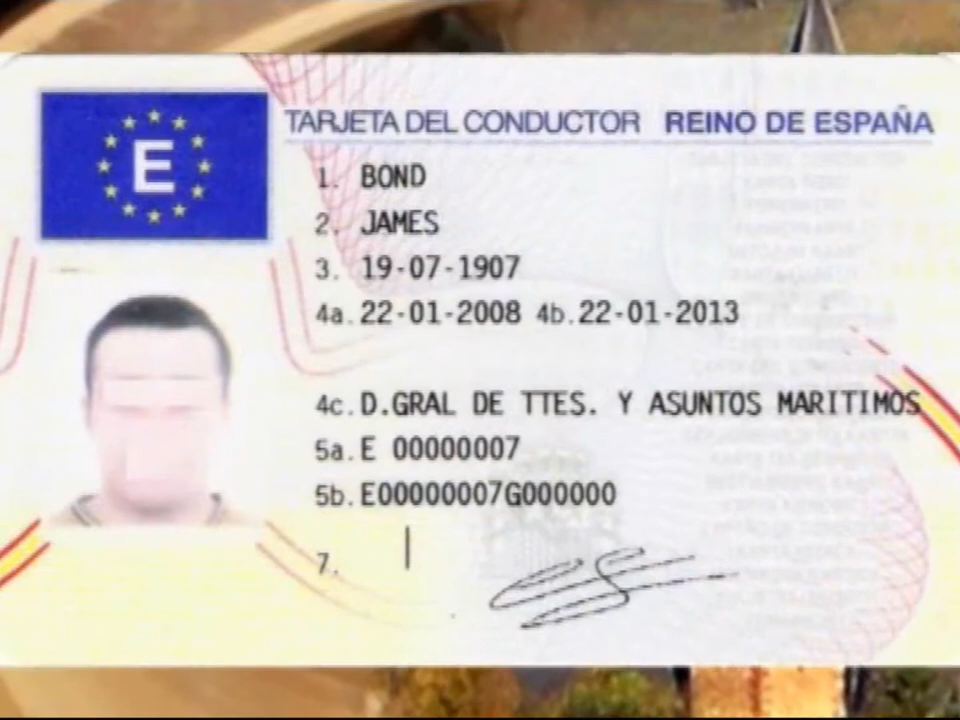 E
TARJETA DEL CONDUCTOR REINO DE ESPAÑA
1. BOND
2. JAMES
3. 19-07-1907
4a. 22-01-2008 4b. 22-01-2013
4c. D.GRAL DE TTES. Y ASUNTOS MARITIMOS
5a. E 00000007
5b. E00000007G000000
7.